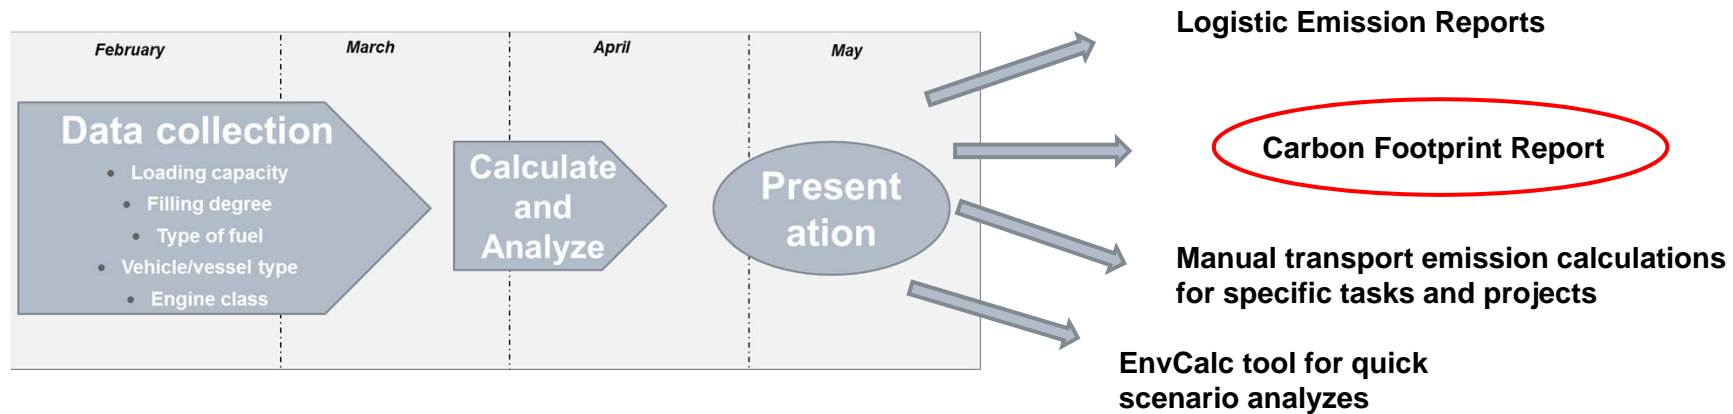 February
March
April
May
Data collection
• Loading capacity
• Filling degree
• Type of fuel
• Vehicle/vessel type
• Engine class
Calculate
and
Analyze
Present
ation
Logistic Emission Reports
Carbon Footprint Report
Manual transport emission calculations
for specific tasks and projects
EnvCalc tool for quick
scenario analyzes